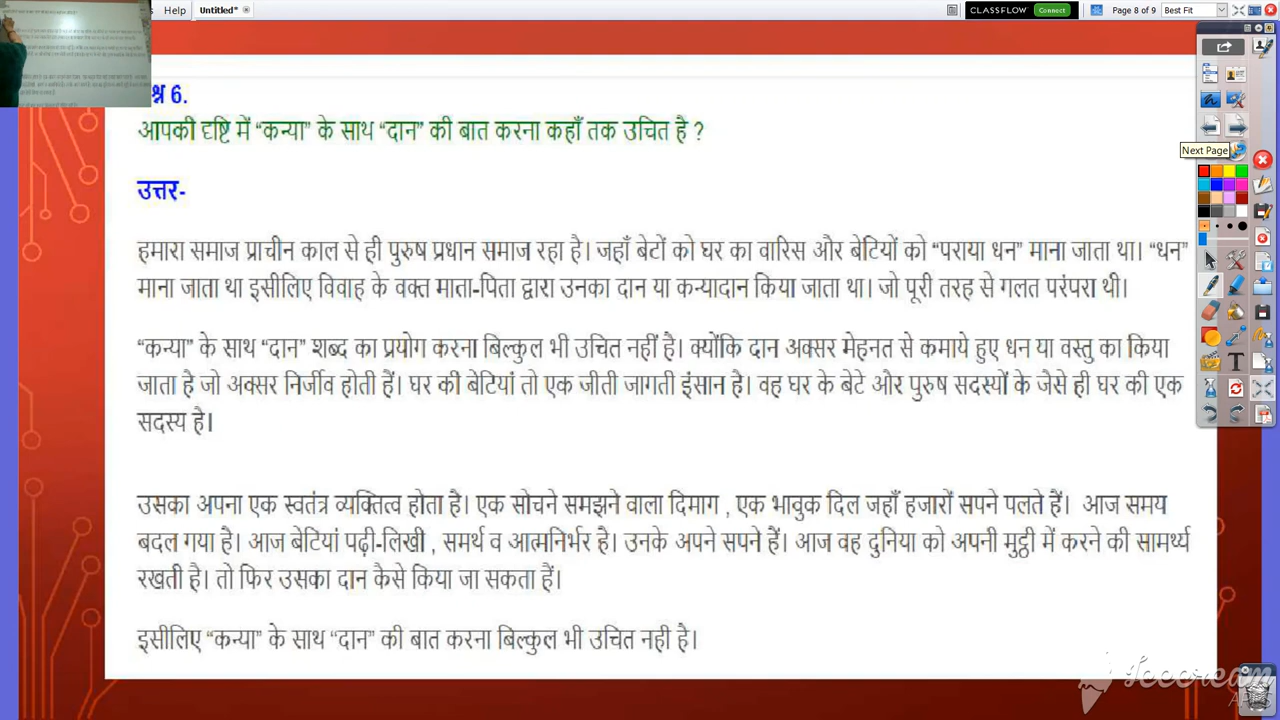 Help
Untitled*
CLASSFLOW
Connect
Page 8 of 9
Best Fit
Next Page
श्न 6.
आपकी दृष्टि में “कन्या” के साथ “दान” की बात करना कहाँ तक उचित है ?
उत्तर-
हमारा समाज प्राचीन काल से ही पुरुष प्रधान समाज रहा है। जहाँ बेटों को घर का वारिस और बेटियों को “पराया धन” माना जाता था। “धन”
माना जाता था इसीलिए विवाह के वक्त माता-पिता द्वारा उनका दान या कन्यादान किया जाता था। जो पूरी तरह से गलत परंपरा थी।
“कन्या” के साथ “दान” शब्द का प्रयोग करना बिल्कुल भी उचित नहीं है। क्योंकि दान अक्सर मेहनत से कमाये हुए धन या वस्तु का किया
जाता है जो अक्सर निर्जीव होती हैं। घर की बेटियां तो एक जीती जागती इंसान है। वह घर के बेटे और पुरुष सदस्यों के जैसे ही घर की एक
सदस्य है।
उसका अपना एक स्वतंत्र व्यक्तित्व होता है। एक सोचने समझने वाला दिमाग , एक भावुक दिल जहाँ हजारों सपने पलते हैं। आज समय
बदल गया है। आज बेटियां पढ़ी-लिखी , समर्थ व आत्मनिर्भर है। उनके अपने सपने हैं। आज वह दुनिया को अपनी मुट्ठी में करने की सामर्थ्य
रखती है। तो फिर उसका दान कैसे किया जा सकता हैं।
इसीलिए “कन्या” के साथ “दान” की बात करना बिल्कुल भी उचित नही है।
Icecream
APPS